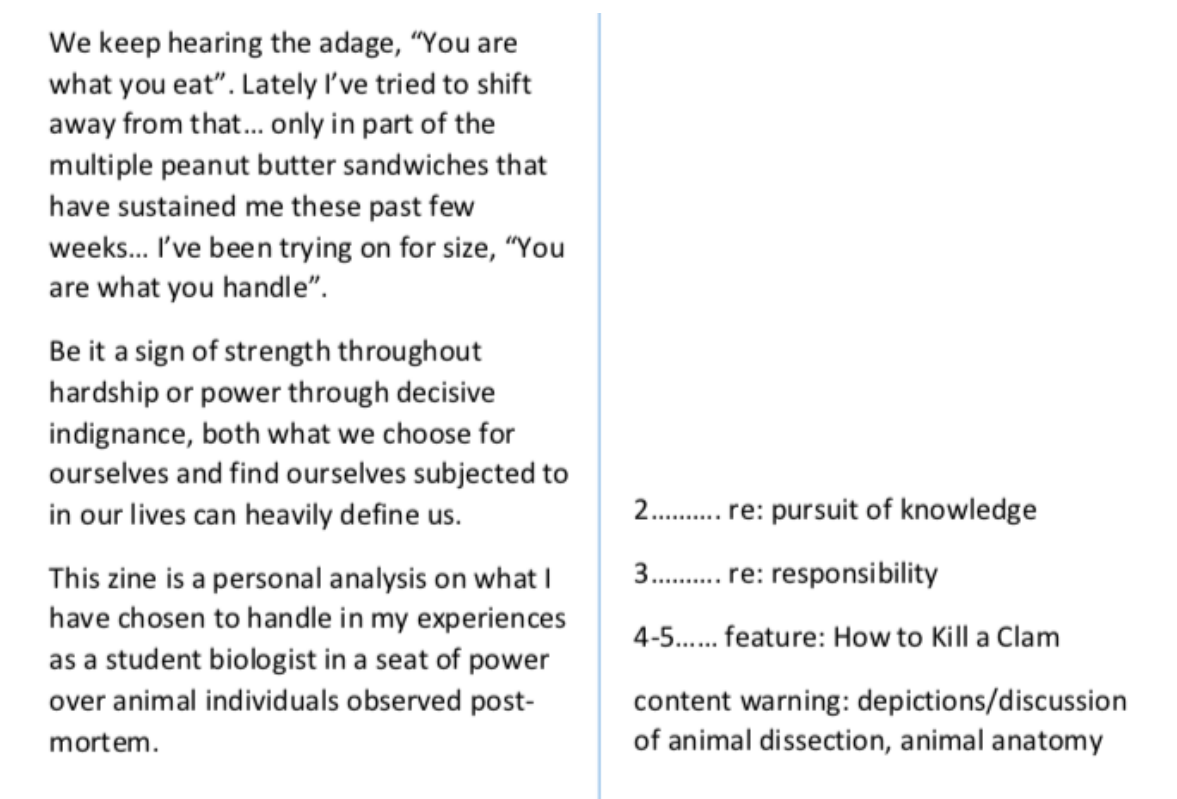 We keep hearing the adage, “You are
what you eat”. Lately I’ve tried to shift
away from that… only in part of the
multiple peanut butter sandwiches that
have sustained me these past few
weeks… I’ve been trying on for size, “You
are what you handle”.
Be it a sign of strength throughout
hardship or power through decisive
indignance, both what we choose for
ourselves and find ourselves subjected to
in our lives can heavily define us.
This zine is a personal analysis on what I
have chosen to handle in my experiences
as a student biologist in a seat of power
over animal individuals observed post-
mortem.
2.......... re: pursuit of knowledge
3.......... re: responsibility
4-5...... feature: How to Kill a Clam
content warning: depictions/discussion
of animal dissection, animal anatomy